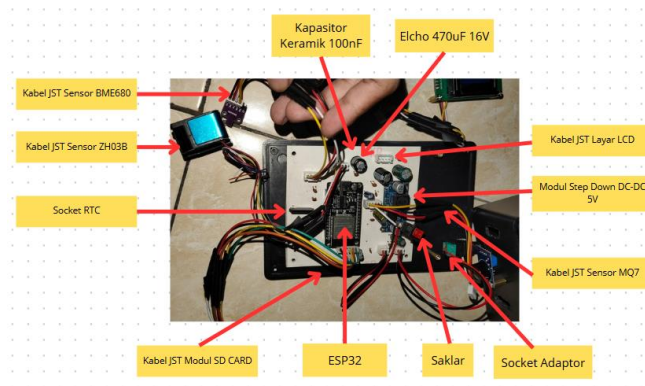 Kapasitor
Keramik 100nF
Elcho 470uF 16V
Kabel JST Sensor BME680
Kabel JST Sensor ZH03B
Kabel JST Layar LCD
Modul Step Down DC-DC
5V
Socket RTC
Kabel JST Sensor MQ7
Kabel JST Modul SD CARD
ESP32
Saklar
Socket Adaptor